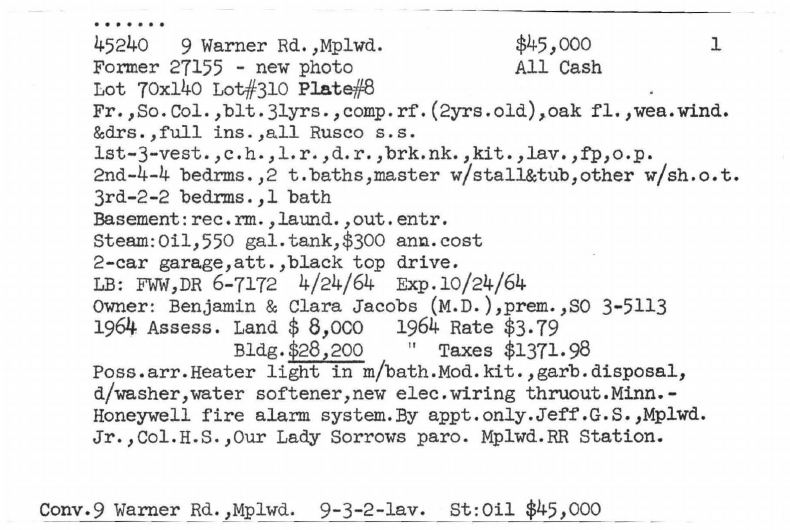 45240 9 Warner Rd.,Mplwd. $45,000 1
Former 27155 - new photo All Cash
Lot 70x140 Lot#310 Plate#8
Fr.,So.Col.,blt.31yrs.,comp.rf.(2yrs.old),oak fl.,wea.wind.
&drs.,full ins.,all Rusco s.s.
1st-3-vest.,c.h.,l.r.,d.r.,brk.nk.,kit.,lav.,fp,o.p.
2nd-4-4 bedrms.,2 t.baths,master w/stall&tub,other w/sh.o.t.
3rd-2-2 bedrms.,1 bath
Basement:rec.rm.,laund.,out.entr.
Steam:Oil,550 gal.tank,$300 ann.cost
2-car garage,att.,black top drive.
LB: FWW,DR 6-7172 4/24/64 Exp.10/24/64
Owner: Benjamin & Clara Jacobs (M.D.),prem.,SO 3-5113
1964 Assess. Land $ 8,000 1964 Rate $3.79
Bldg.$28,200 " Taxes $1371.98
Poss.arr.Heater light in m/bath.Mod.kit.,garb.disposal,
d/washer,water softener,new elec.wiring thruout.Minn.-
Honeywell fire alarm system.By appt.only.Jeff.G.S.,Mplwd.
Jr.,Col.H.S.,Our Lady Sorrows paro. Mplwd.RR Station.
Conv.9 Warner Rd.,Mplwd. 9-3-2-lav. St:Oil $45,000